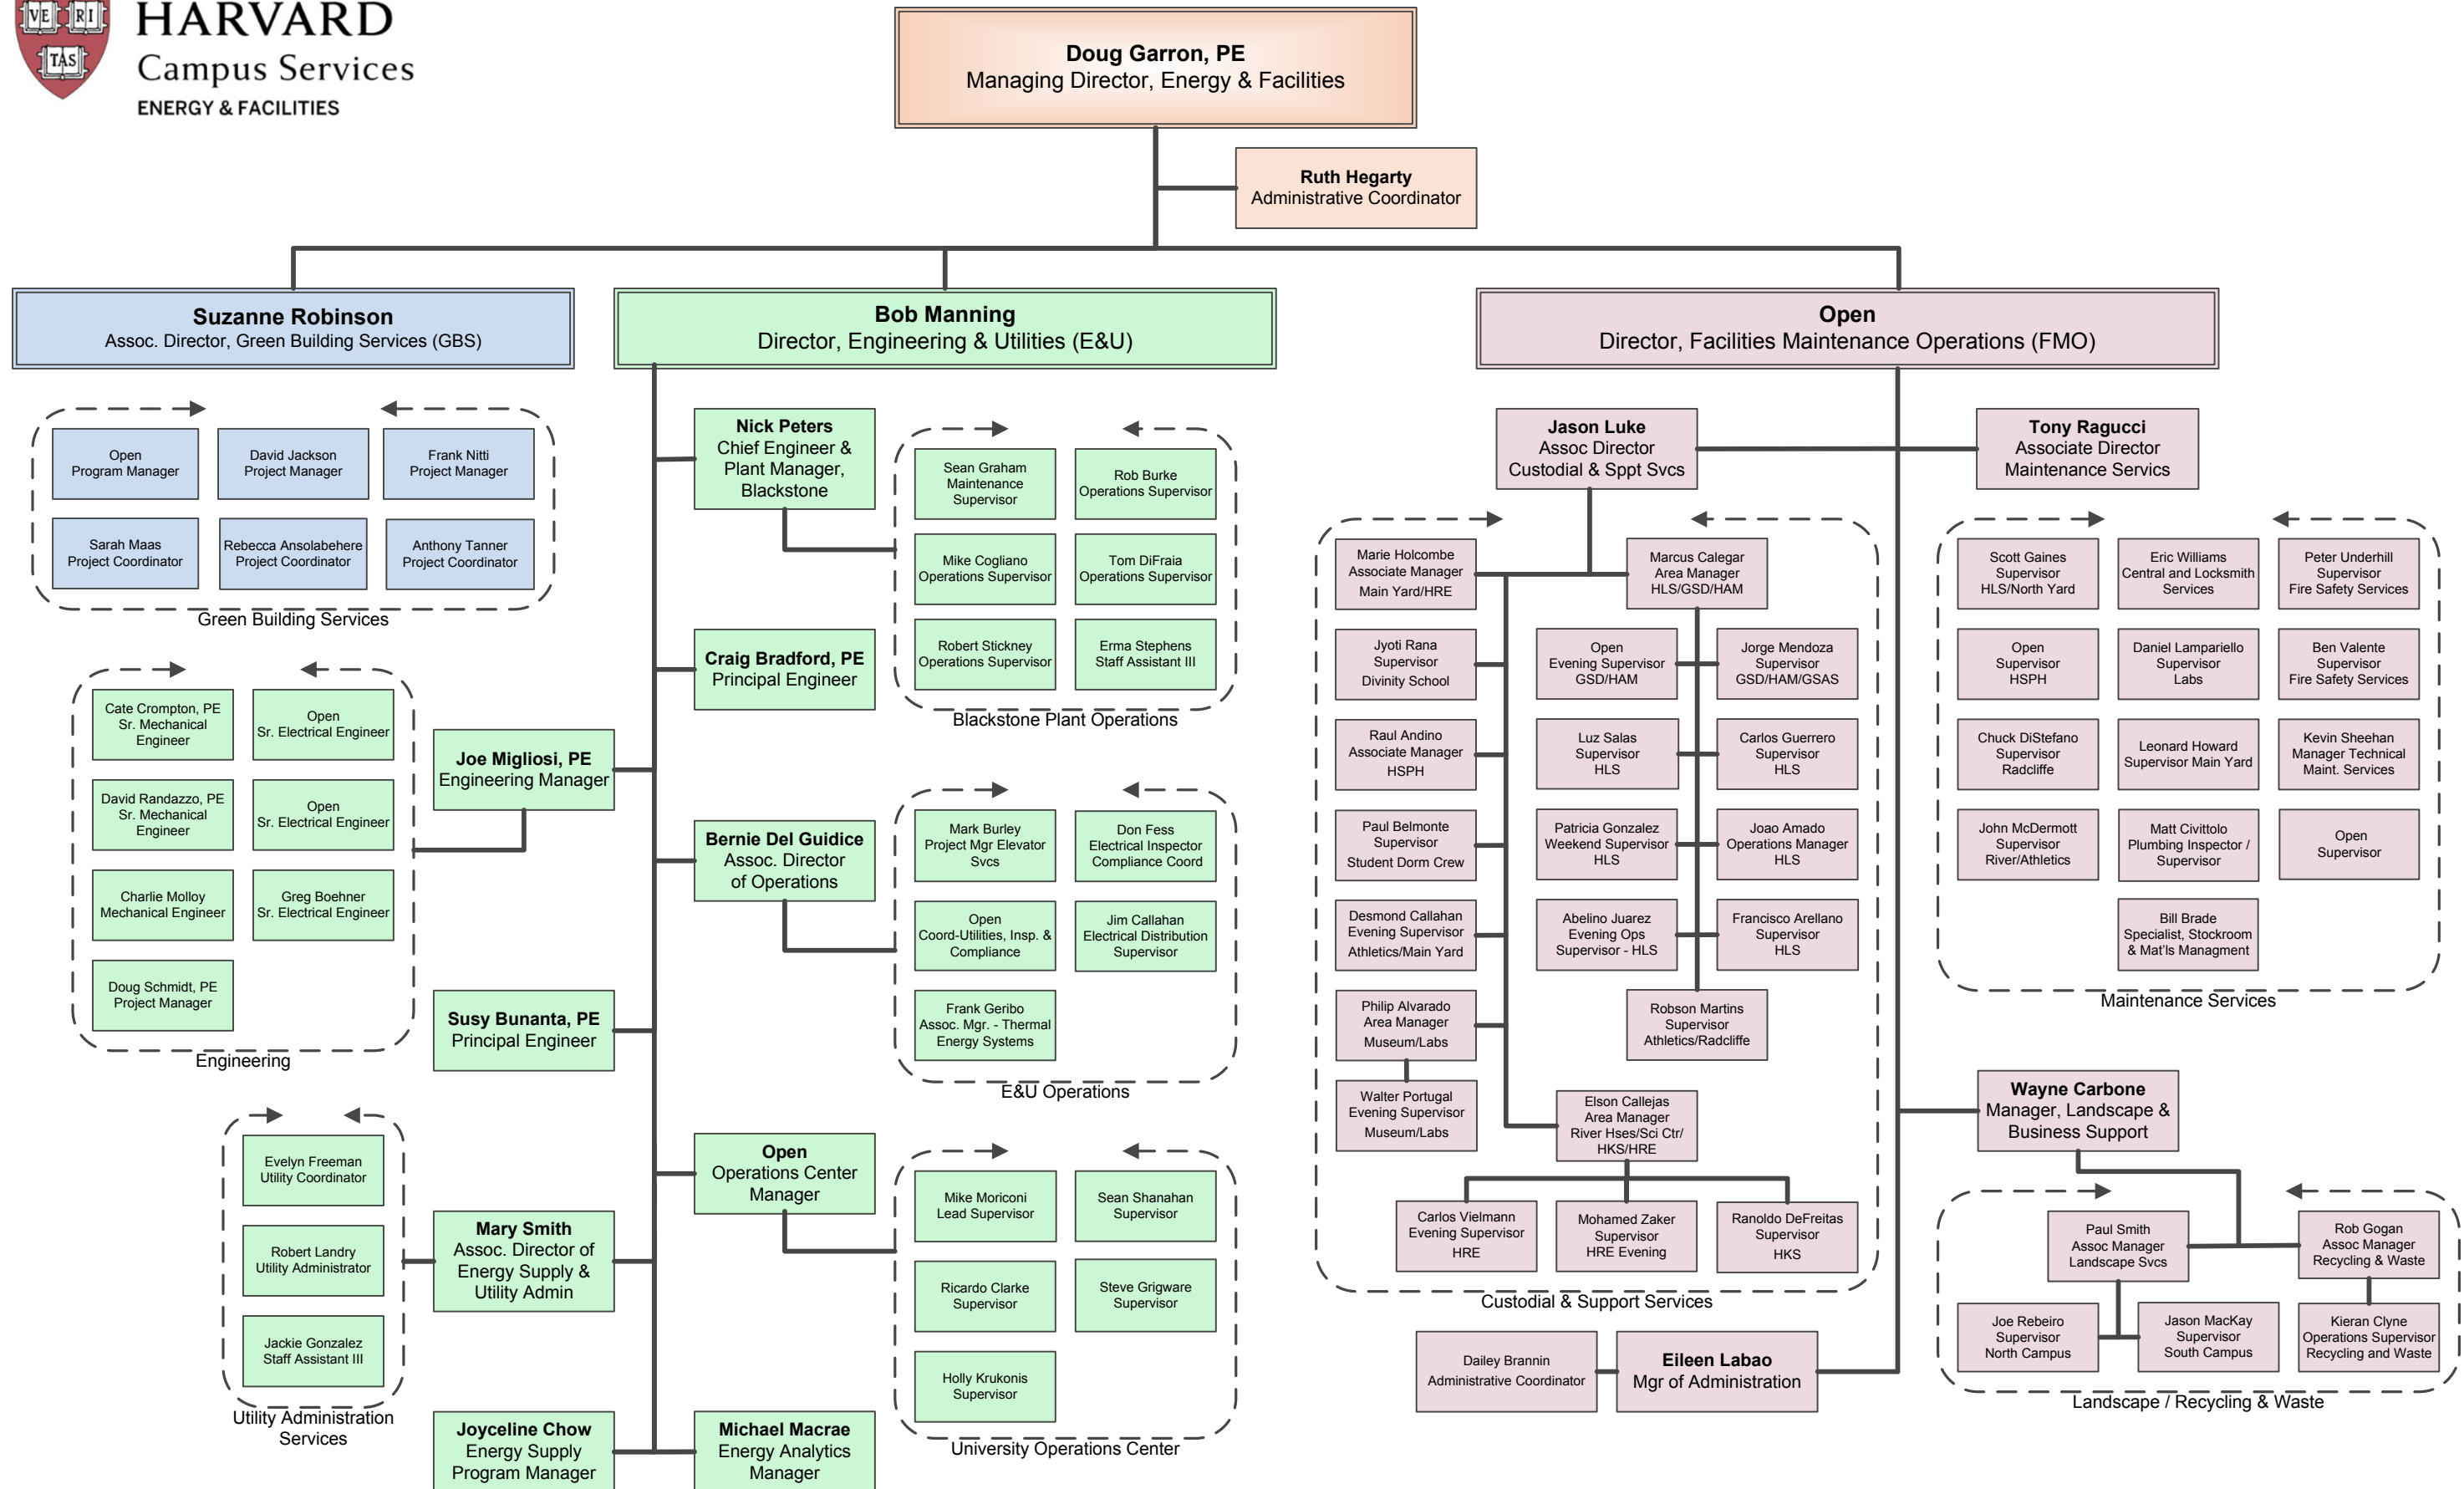 VE RI
TAS
HARVARD
Campus Services
ENERGY & FACILITIES
Doug Garron, PE
Managing Director, Energy & Facilities
Ruth Hegarty
Administrative Coordinator
Suzanne Robinson
Assoc. Director, Green Building Services (GBS)
Bob Manning
Director, Engineering & Utilities (E&U)
Open
Director, Facilities Maintenance Operations (FMO)
Open
Program Manager
David Jackson
Project Manager
Frank Nitti
Project Manager
Sarah Maas
Project Coordinator
Rebecca Ansolabehere
Project Coordinator
Anthony Tanner
Project Coordinator
Green Building Services
Cate Crompton, PE
Sr. Mechanical
Engineer
Open
Sr. Electrical Engineer
David Randazzo, PE
Sr. Mechanical
Engineer
Open
Sr. Electrical Engineer
Charlie Molloy
Mechanical Engineer
Greg Boehner
Sr. Electrical Engineer
Doug Schmidt, PE
Project Manager
Engineering
Joe Migliosi, PE
Engineering Manager
Susy Bunanta, PE
Principal Engineer
Evelyn Freeman
Utility Coordinator
Robert Landry
Utility Administrator
Jackie Gonzalez
Staff Assistant III
Utility Administration
Services
Mary Smith
Assoc. Director of
Energy Supply &
Utility Admin
Joyceline Chow
Energy Supply
Program Manager
Nick Peters
Chief Engineer &
Plant Manager,
Blackstone
Craig Bradford, PE
Principal Engineer
Bernie Del Guidice
Assoc. Director
of Operations
Open
Operations Center
Manager
Michael Macrae
Energy Analytics
Manager
Sean Graham
Maintenance
Supervisor
Rob Burke
Operations Supervisor
Mike Cogliano
Operations Supervisor
Tom DiFraia
Operations Supervisor
Robert Stickney
Operations Supervisor
Erma Stephens
Staff Assistant III
Blackstone Plant Operations
Mark Burley
Project Mgr Elevator
Svcs
Don Fess
Electrical Inspector
Compliance Coord
Open
Coord-Utilities, Insp. &
Compliance
Jim Callahan
Electrical Distribution
Supervisor
Frank Geribo
Assoc. Mgr. - Thermal
Energy Systems
E&U Operations
Mike Moriconi
Lead Supervisor
Sean Shanahan
Supervisor
Ricardo Clarke
Supervisor
Steve Grigware
Supervisor
Holly Krukonis
Supervisor
University Operations Center
Jason Luke
Assoc Director
Custodial & Sppt Svcs
Tony Ragucci
Associate Director
Maintenance Servics
Marie Holcombe
Associate Manager
Main Yard/HRE
Marcus Calegar
Area Manager
HLS/GSD/HAM
Jyoti Rana
Supervisor
Divinity School
Open
Evening Supervisor
GSD/HAM
Jorge Mendoza
Supervisor
GSD/HAM/GSAS
Raul Andino
Associate Manager
HSPH
Luz Salas
Supervisor
HLS
Carlos Guerrero
Supervisor
HLS
Paul Belmonte
Supervisor
Student Dorm Crew
Patricia Gonzalez
Weekend Supervisor
HLS
Joao Amado
Operations Manager
HLS
Desmond Callahan
Evening Supervisor
Athletics/Main Yard
Abelino Juarez
Evening Ops
Supervisor - HLS
Francisco Arellano
Supervisor
HLS
Philip Alvarado
Area Manager
Museum/Labs
Robson Martins
Supervisor
Athletics/Radcliffe
Walter Portugal
Evening Supervisor
Museum/Labs
Elson Callejas
Area Manager
River Hses/Sci Ctr/
HKS/HRE
Carlos Vielmann
Evening Supervisor
HRE
Mohamed Zaker
Supervisor
HRE Evening
Ranoldo DeFreitas
Supervisor
HKS
Custodial & Support Services
Dailey Brannin
Administrative Coordinator
Eileen Labao
Mgr of Administration
Scott Gaines
Supervisor
HLS/North Yard
Eric Williams
Central and Locksmith
Services
Peter Underhill
Supervisor
Fire Safety Services
Open
Supervisor
HSPH
Daniel Lampariello
Supervisor
Labs
Ben Valente
Supervisor
Fire Safety Services
Chuck DiStefano
Supervisor
Radcliffe
Leonard Howard
Supervisor Main Yard
Kevin Sheehan
Manager Technical
Maint. Services
John McDermott
Supervisor
River/Athletics
Matt Civittolo
Plumbing Inspector /
Supervisor
Open
Supervisor
Bill Brade
Specialist, Stockroom
& Mat'ls Managment
Maintenance Services
Wayne Carbone
Manager, Landscape &
Business Support
Paul Smith
Assoc Manager
Landscape Svcs
Rob Gogan
Assoc Manager
Recycling & Waste
Joe Rebeiro
Supervisor
North Campus
Jason MacKay
Supervisor
South Campus
Kieran Clyne
Operations Supervisor
Recycling and Waste
Landscape / Recycling & Waste